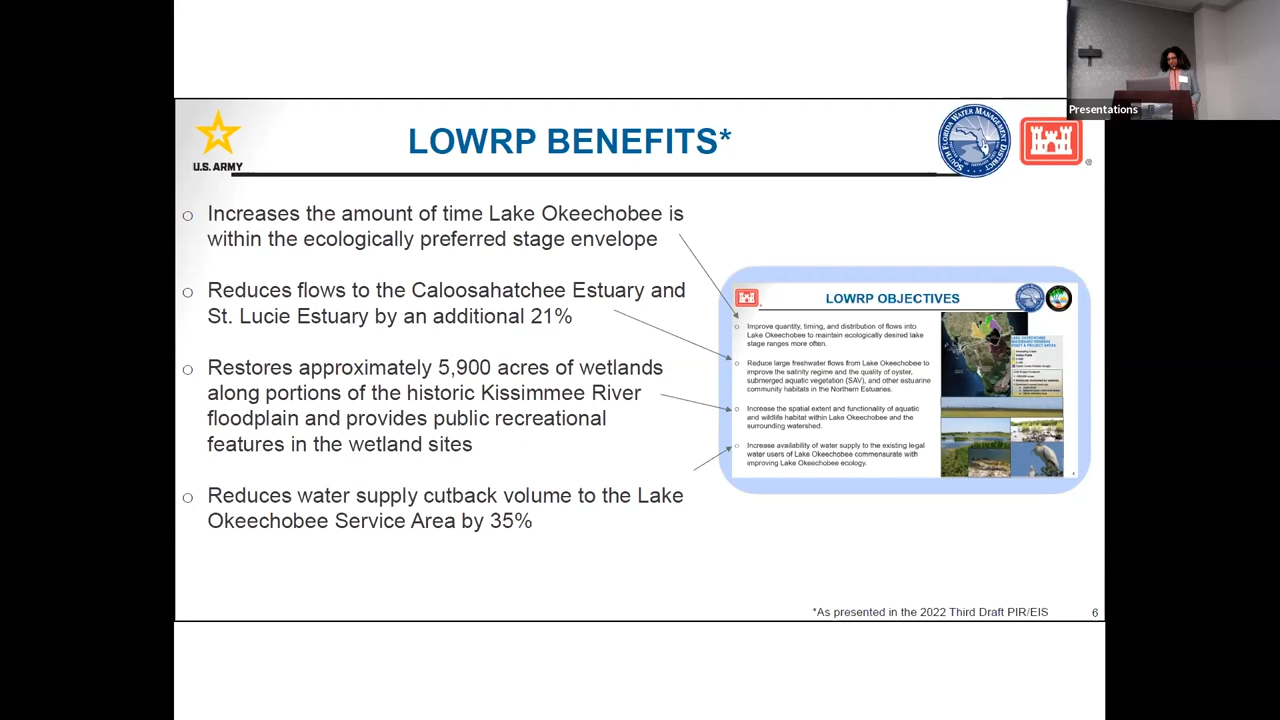 Presentations
U.S. ARMY
LOWRP BENEFITS*
SOUTH FLORIDA WATER MANAGEMENT DISTRICT
®
○ Increases the amount of time Lake Okeechobee is
within the ecologically preferred stage envelope
○ Reduces flows to the Caloosahatchee Estuary and
St. Lucie Estuary by an additional 21%
○ Restores approximately 5,900 acres of wetlands
along portions of the historic Kissimmee River
floodplain and provides public recreational
features in the wetland sites
○ Reduces water supply cutback volume to the Lake
Okeechobee Service Area by 35%
LOWRP OBJECTIVES
○ Improve quantity, timing, and distribution of flows into
Lake Okeechobee to maintain ecologically desired lake
stage ranges more often.
○ Reduce large freshwater flows from Lake Okeechobee to
improve the salinity regime and the quality of oyster,
submerged aquatic vegetation (SAV), and other estuarine
community habitats in the Northern Estuaries.
○ Increase the spatial extent and functionality of aquatic
and wildlife habitat within Lake Okeechobee and the
surrounding watershed.
○ Increase availability of water supply to the existing legal
water users of Lake Okeechobee commensurate with
improving Lake Okeechobee ecology.
*As presented in the 2022 Third Draft PIR/EIS
6